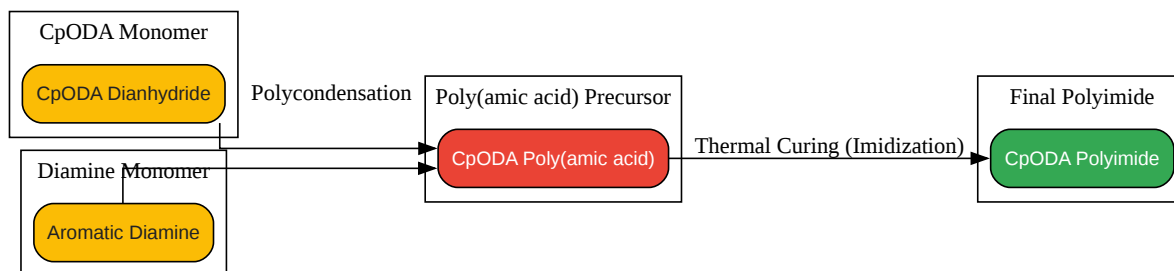 CpODA Monomer
CpODA Dianhydride
Polycondensation
Diamine Monomer
Aromatic Diamine
Poly(amic acid) Precursor
CpODA Poly(amic acid)
Thermal Curing (Imidization)
Final Polyimide
CpODA Polyimide